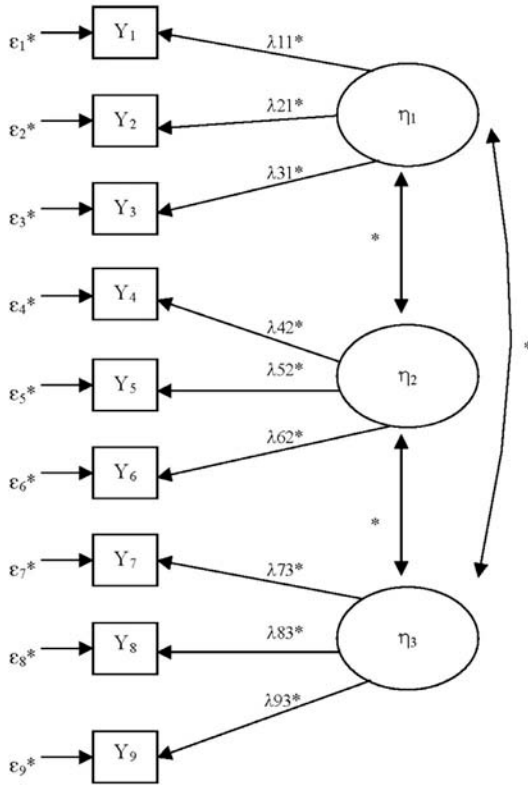 ε1* Y1 λ11*
η1
ε2* Y2 λ21*
ε3* Y3 λ31*
*
ε4* Y4 λ42*
*
ε5* Y5 λ52* η2
ε6* Y6 λ62*
*
ε7* Y7 λ73*
ε8* Y8 λ83* η3
ε9* Y9 λ93*